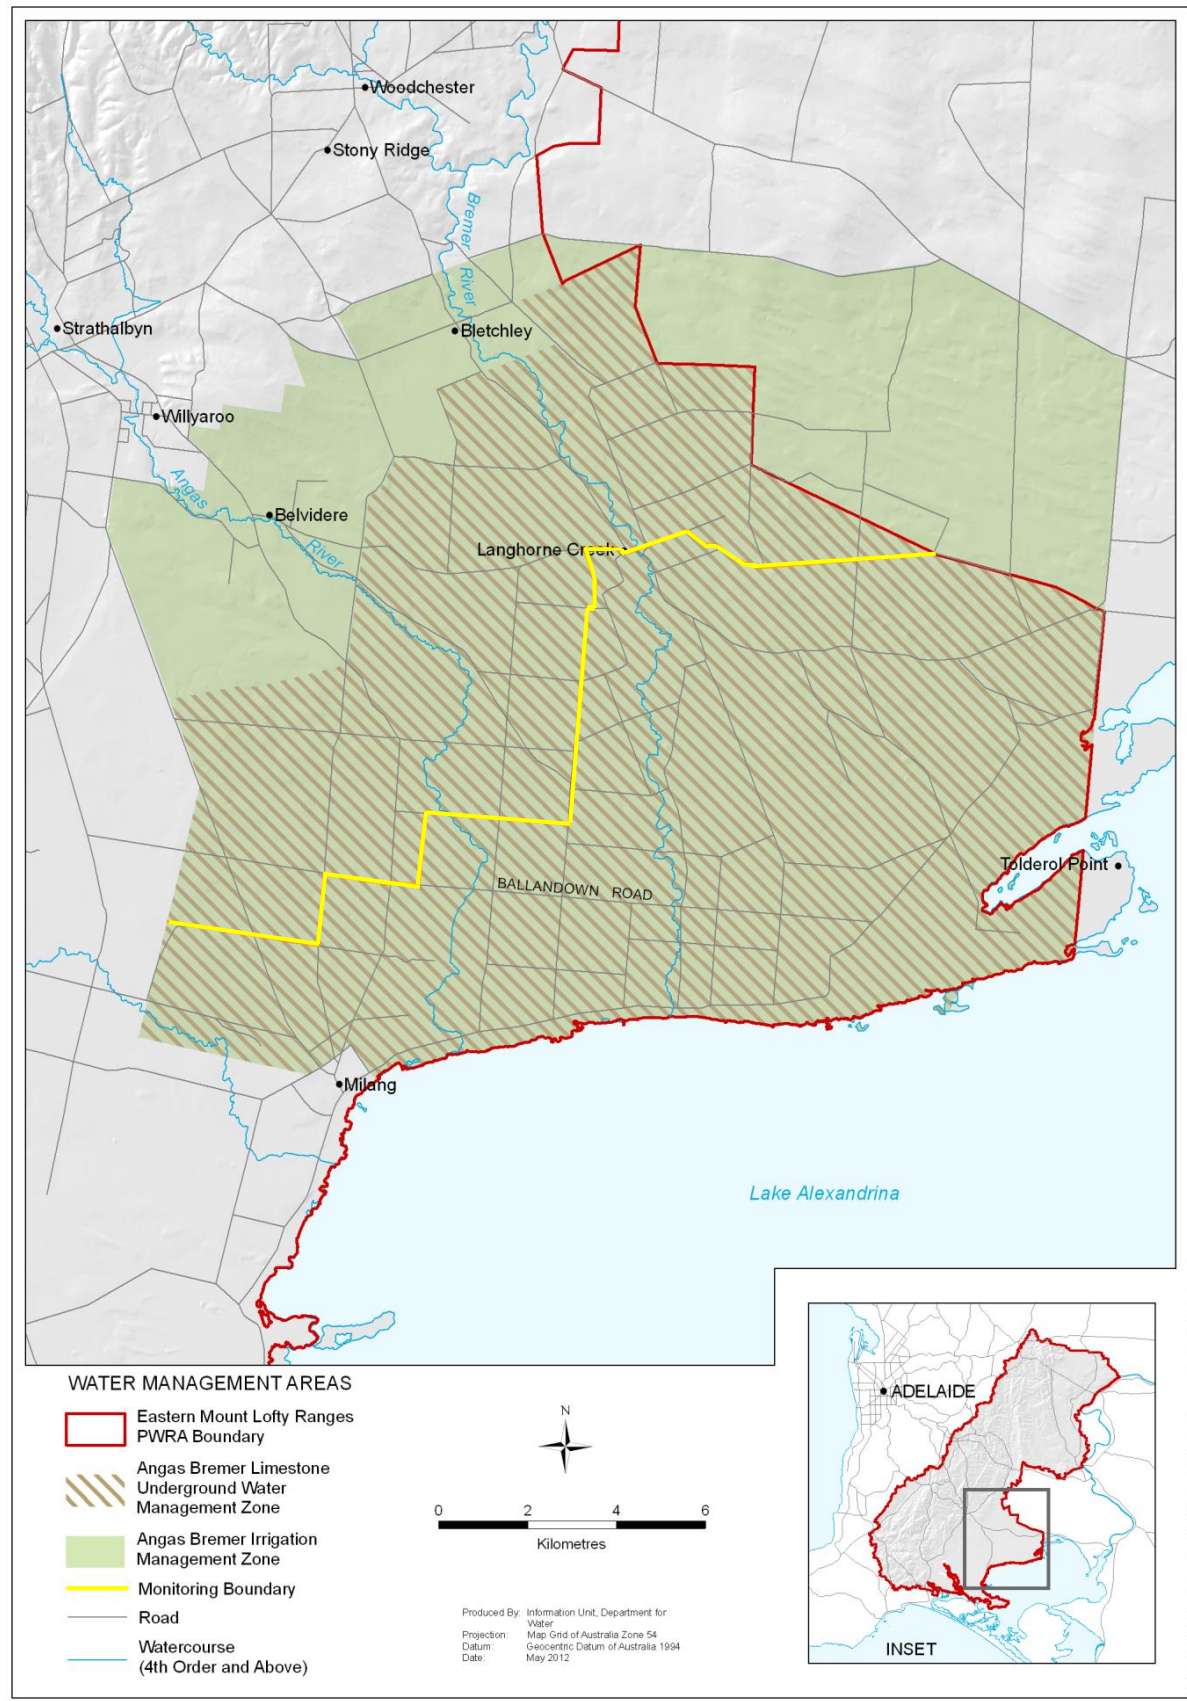 Woodchester
Stony Ridge
Bremer River
Strathalbyn
Bletchley
Willyaroo
Angas
River
Belvidere
Langhorne Creek
Tolderol Point
BALLANDOWN ROAD
Milang
Lake Alexandrina
WATER MANAGEMENT AREAS
Eastern Mount Lofty Ranges
PWRA Boundary
Angas Bremer Limestone
Underground Water
Management Zone
Angas Bremer Irrigation
Management Zone
Monitoring Boundary
Road
Watercourse
(4th Order and Above)
N
0 2 4 6
Kilometres
Produced By: Information Unit, Department for
Water
Projection: Map Grid of Australia Zone 54
Datum: Geocentric Datum of Australia 1994
Date: May 2012
ADELAIDE
INSET